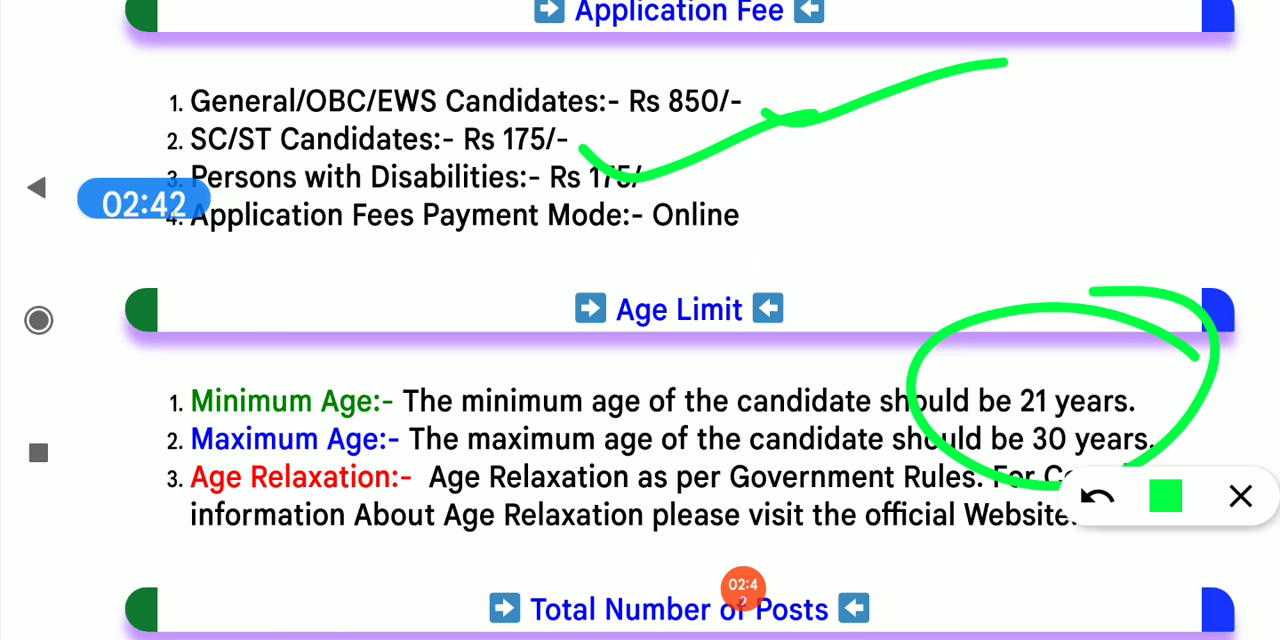 ➡ Application Fee ⬅
1. General/OBC/EWS Candidates:- Rs 850/-
2. SC/ST Candidates:- Rs 175/-
3. Persons with Disabilities:- Rs 175/-
02:42
4. Application Fees Payment Mode:- Online
➡ Age Limit ⬅
1. Minimum Age:- The minimum age of the candidate should be 21 years.
2. Maximum Age:- The maximum age of the candidate should be 30 years.
3. Age Relaxation:- Age Relaxation as per Government Rules. For
information About Age Relaxation please visit the official Website.
02:42
➡ Total Number of Posts ⬅